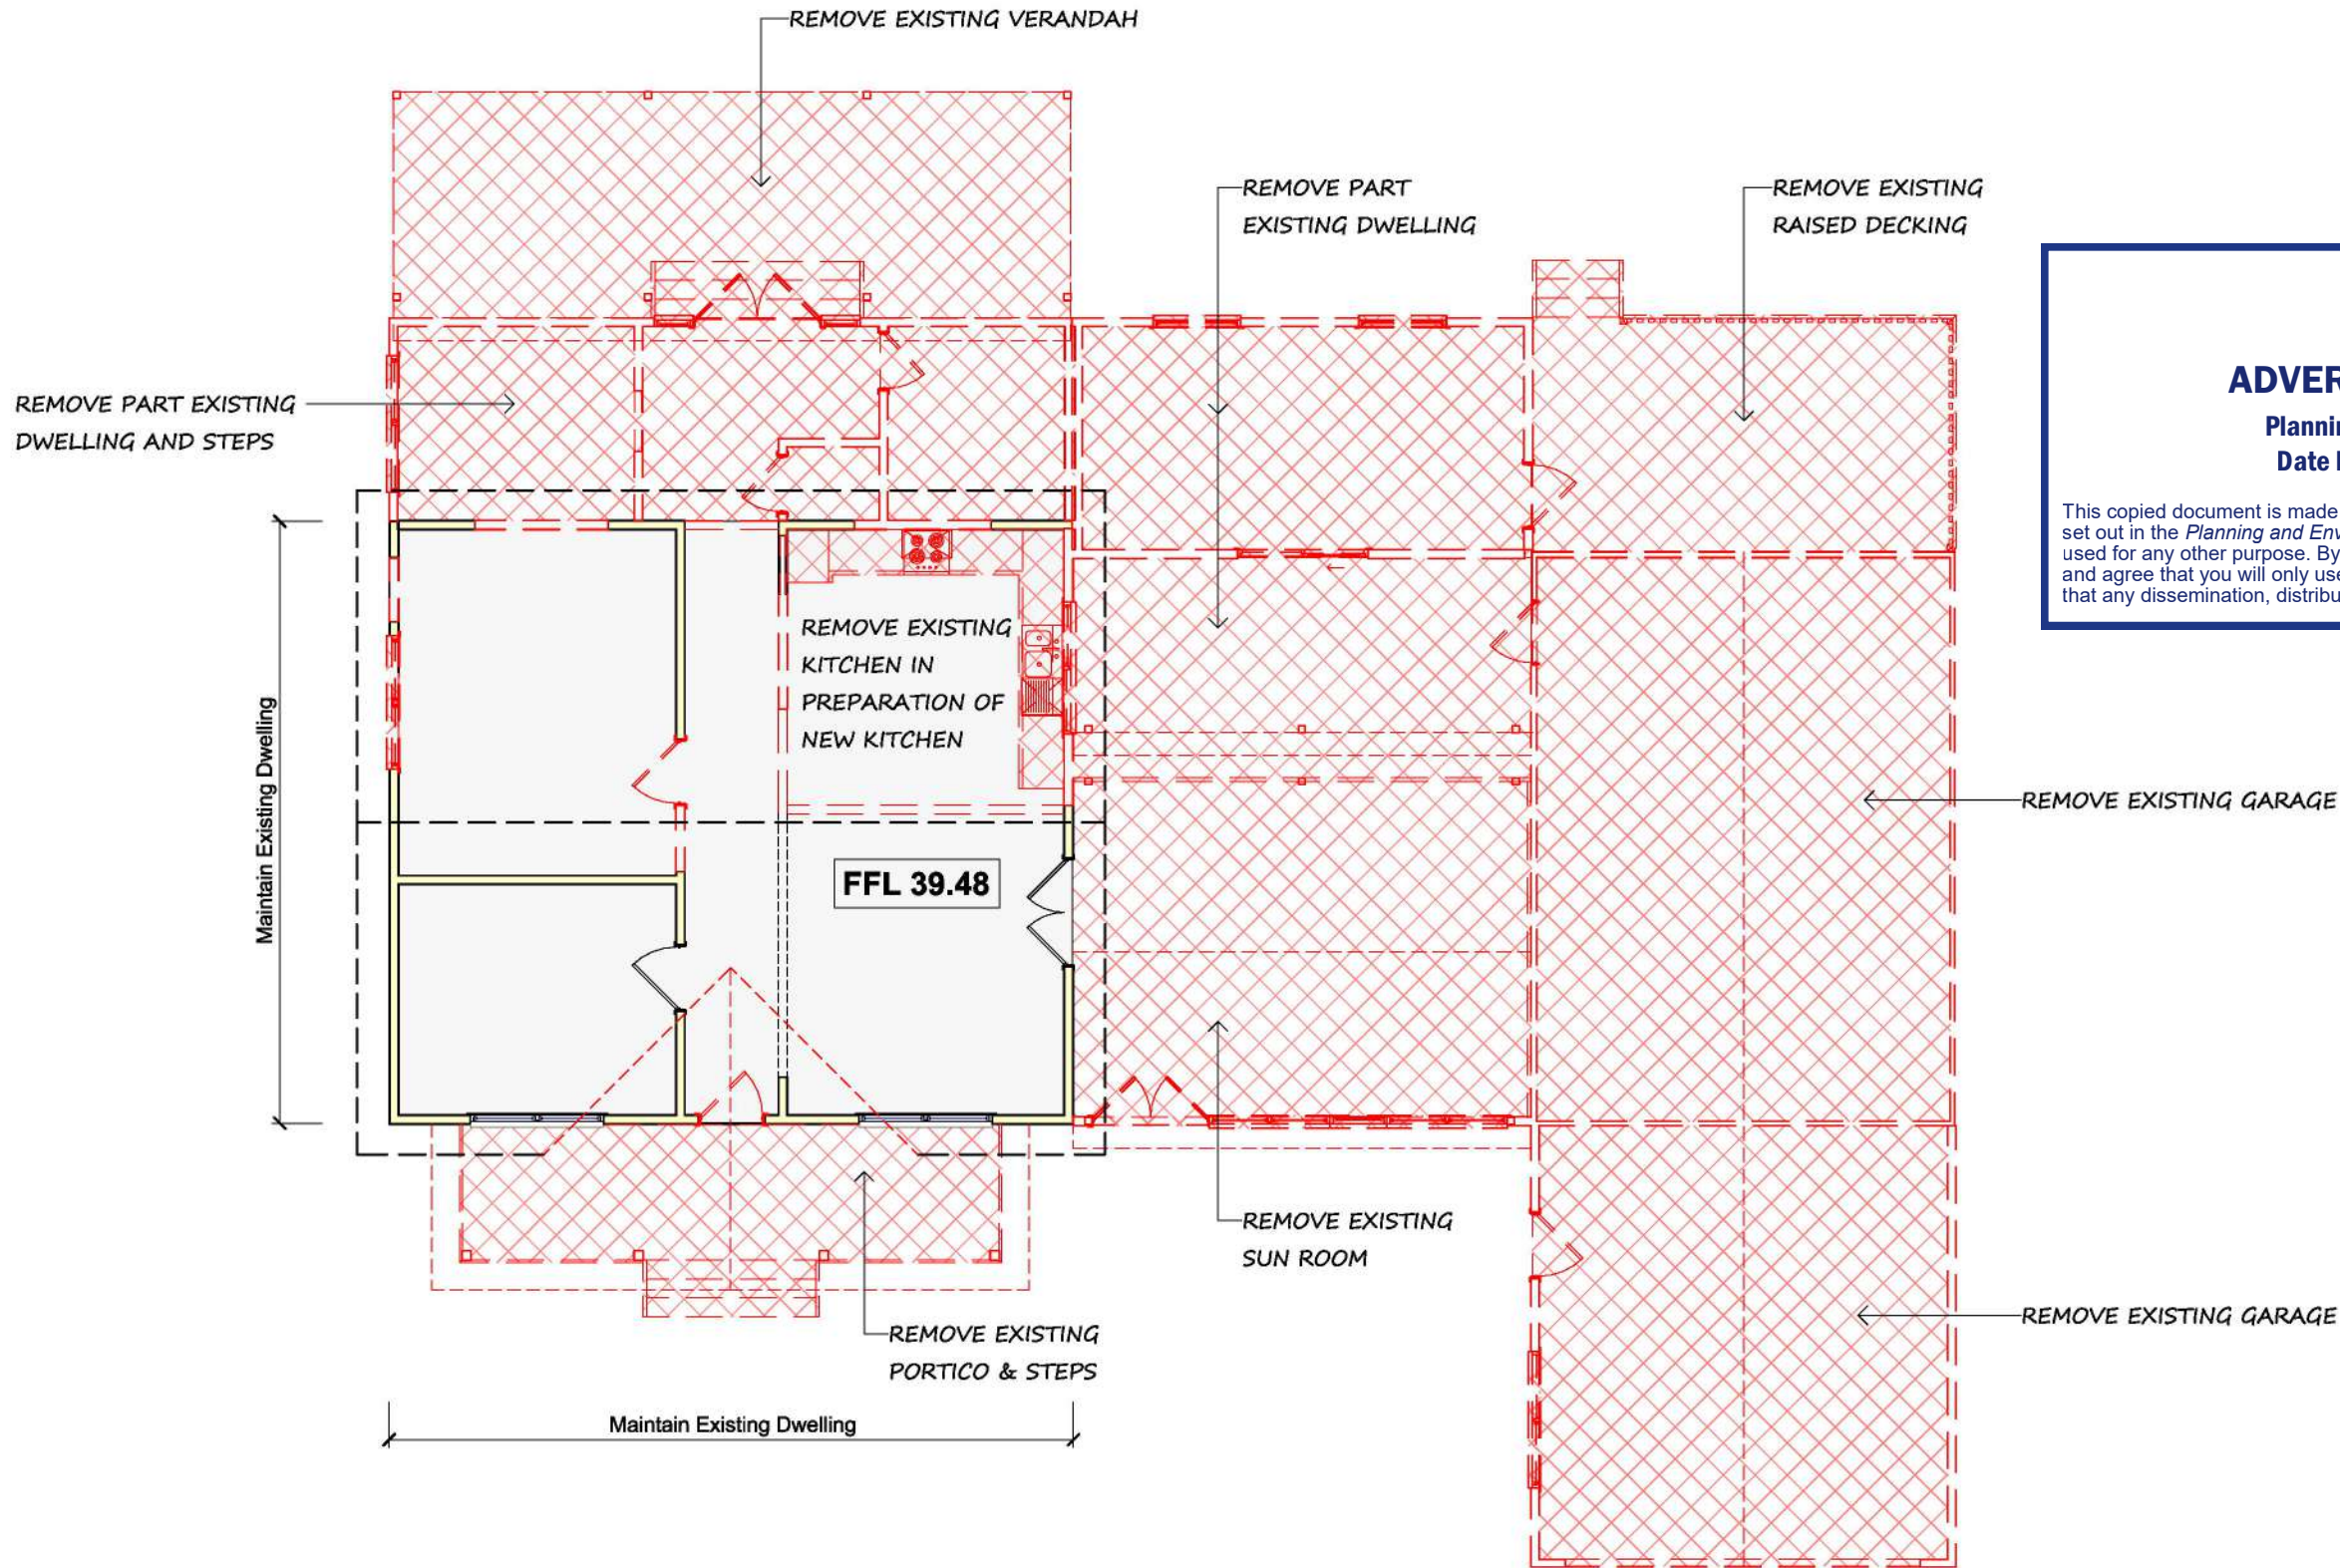 REMOVE EXISTING VERANDAH
REMOVE PART
EXISTING DWELLING
REMOVE EXISTING
RAISED DECKING
REMOVE PART EXISTING
DWELLING AND STEPS
ADVER
Plannin
Date
This copied document is made
set out in the Planning and Env
used for any other purpose. By
and agree that you will only use
that any dissemination, distribu
REMOVE EXISTING
KITCHEN IN
PREPARATION OF
NEW KITCHEN
Maintain Existing Dwelling
FFL 39.48
REMOVE EXISTING GARAGE
REMOVE EXISTING
SUN ROOM
REMOVE EXISTING GARAGE
REMOVE EXISTING
PORTICO & STEPS
Maintain Existing Dwelling